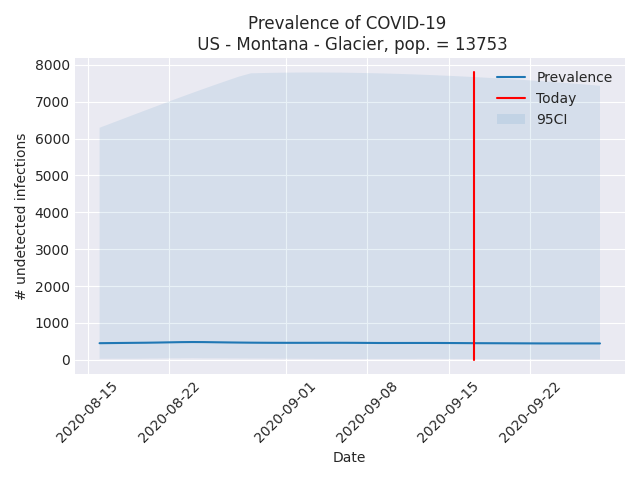 Prevalence of COVID-19
US - Montana - Glacier, pop. = 13753
8000
7000
6000
5000
4000
3000
2000
1000
0
# undetected infections
Prevalence
Today
95CI
2020-08-15
2020-08-22
2020-09-01
2020-09-08
2020-09-15
2020-09-22
Date